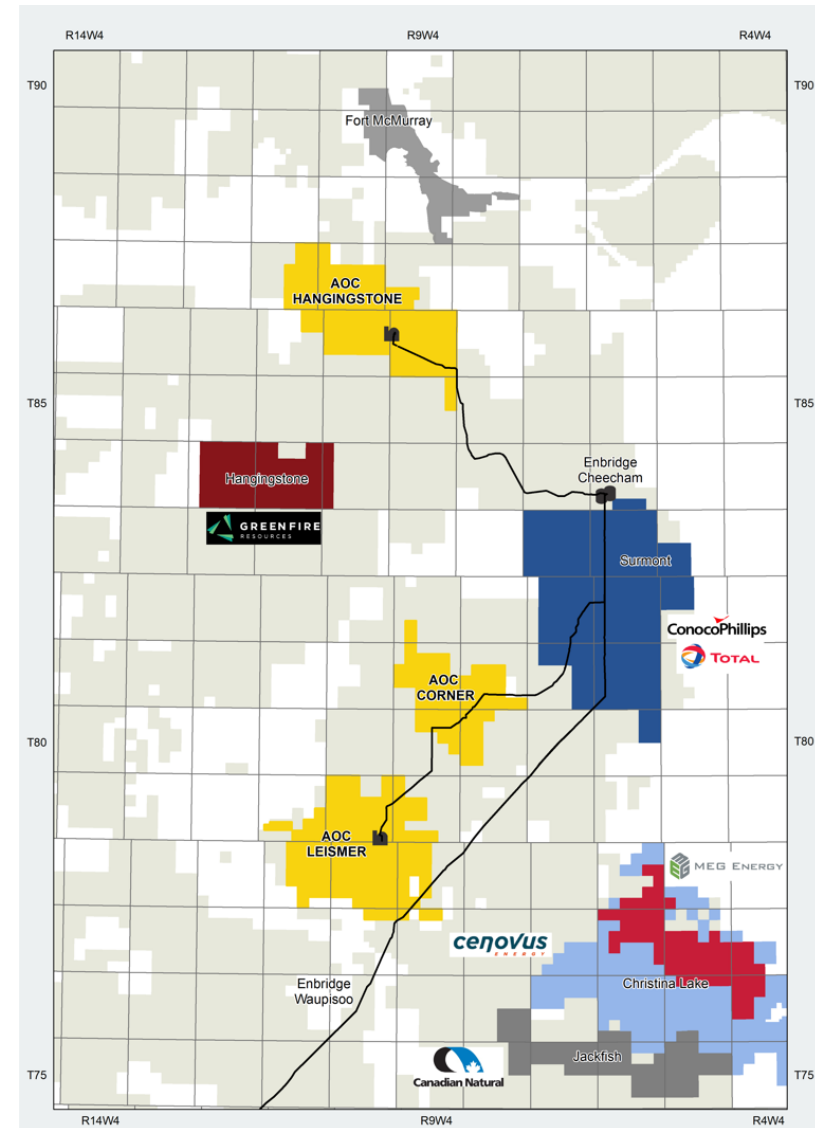 R14W4 R9W4 R4W4
T90 T90
Fort McMurray
AOC
HANGINGSTONE
T85 T85
Enbridge
Cheecham
Hangingstone
GREENFIRE
RESOURCES
Surmont
ConocoPhillips
TOTAL
AOC
CORNER
T80 T80
AOC
LEISMER
MEG ENERGY
cenovus
ENERGY
Enbridge
Waupisoo
Christina Lake
Jackfish
Canadian Natural
T75 T75
R14W4 R9W4 R4W4